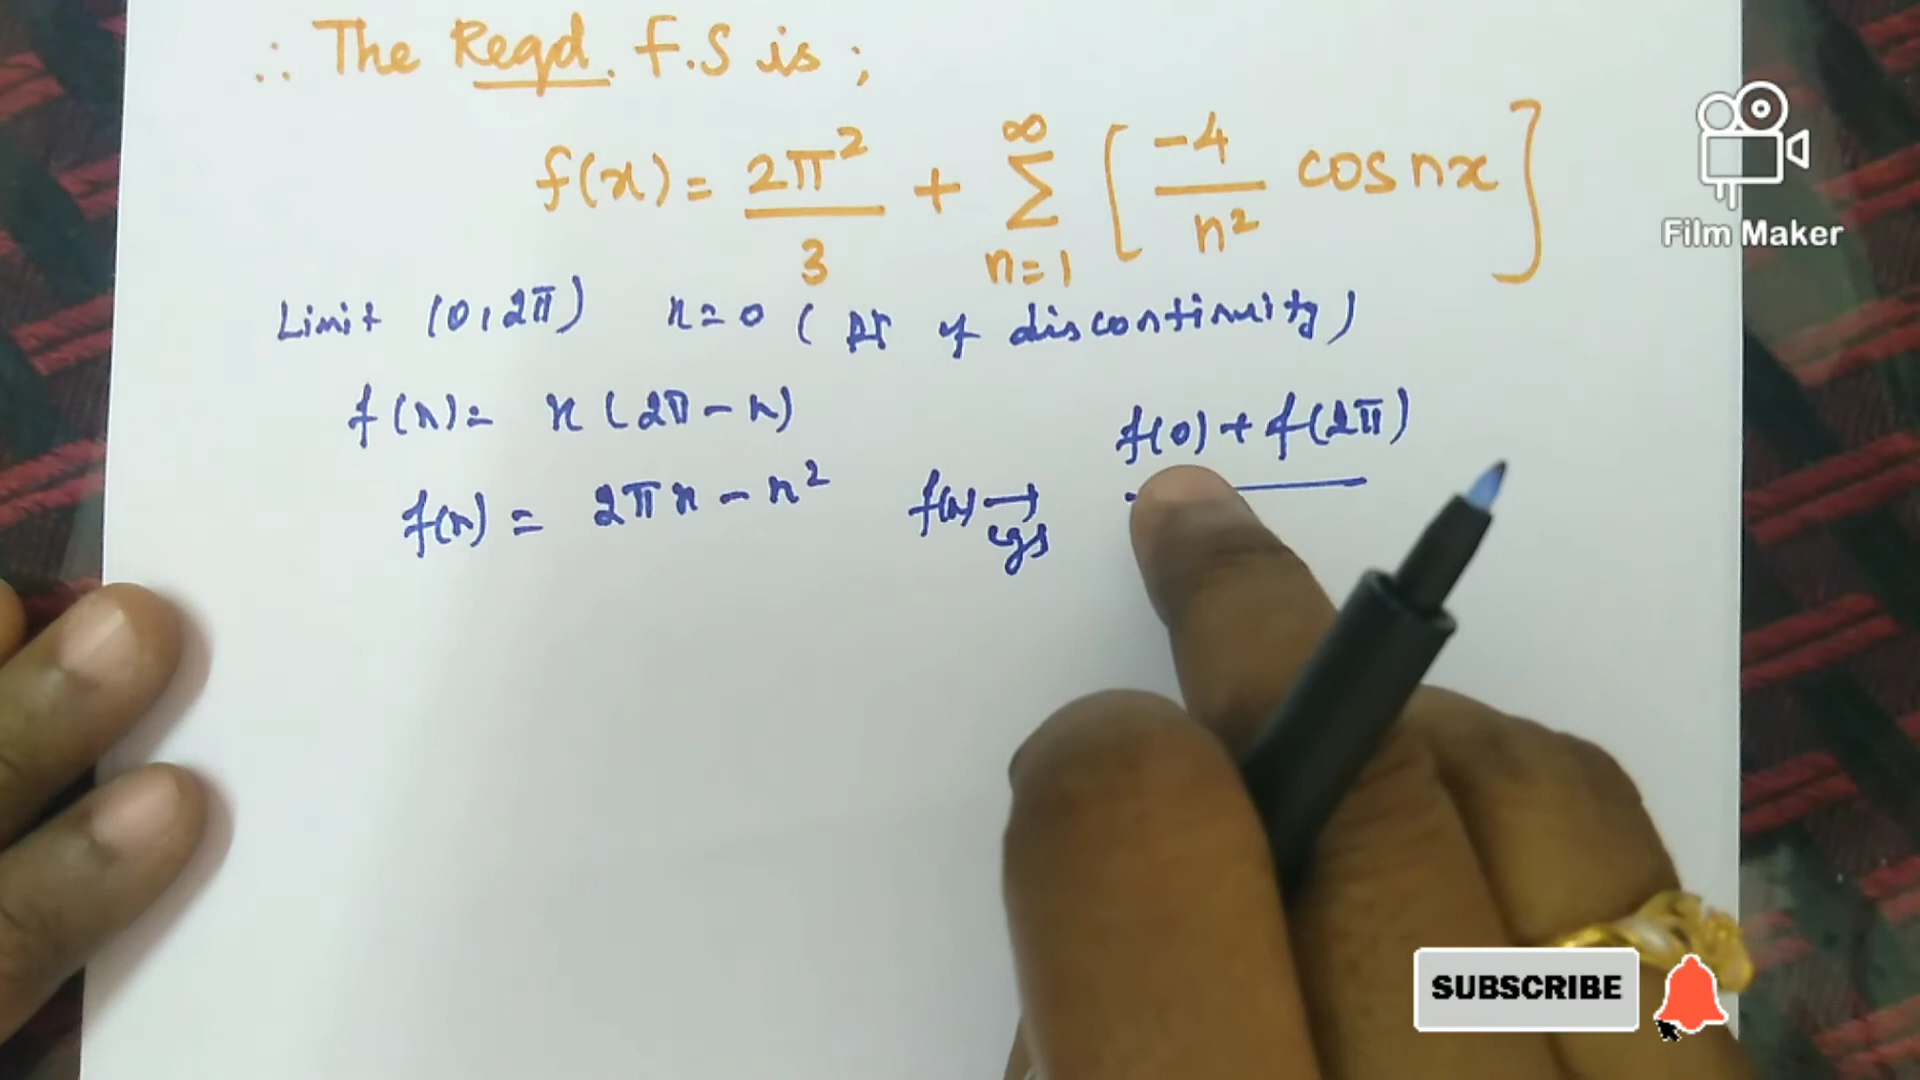 ∴ The Reqd. F.S is ;
f(x) = 2π²/3 + ∞ Σ n=1 [ -4/n² cos nx ]
Film Maker
Limit (0, 2π) x = 0 ( Pt of discontinuity )
f(x) = x (2π - x)
f(0) + f(2π)
f(x) = 2πx - x² f(x) → cgs
SUBSCRIBE